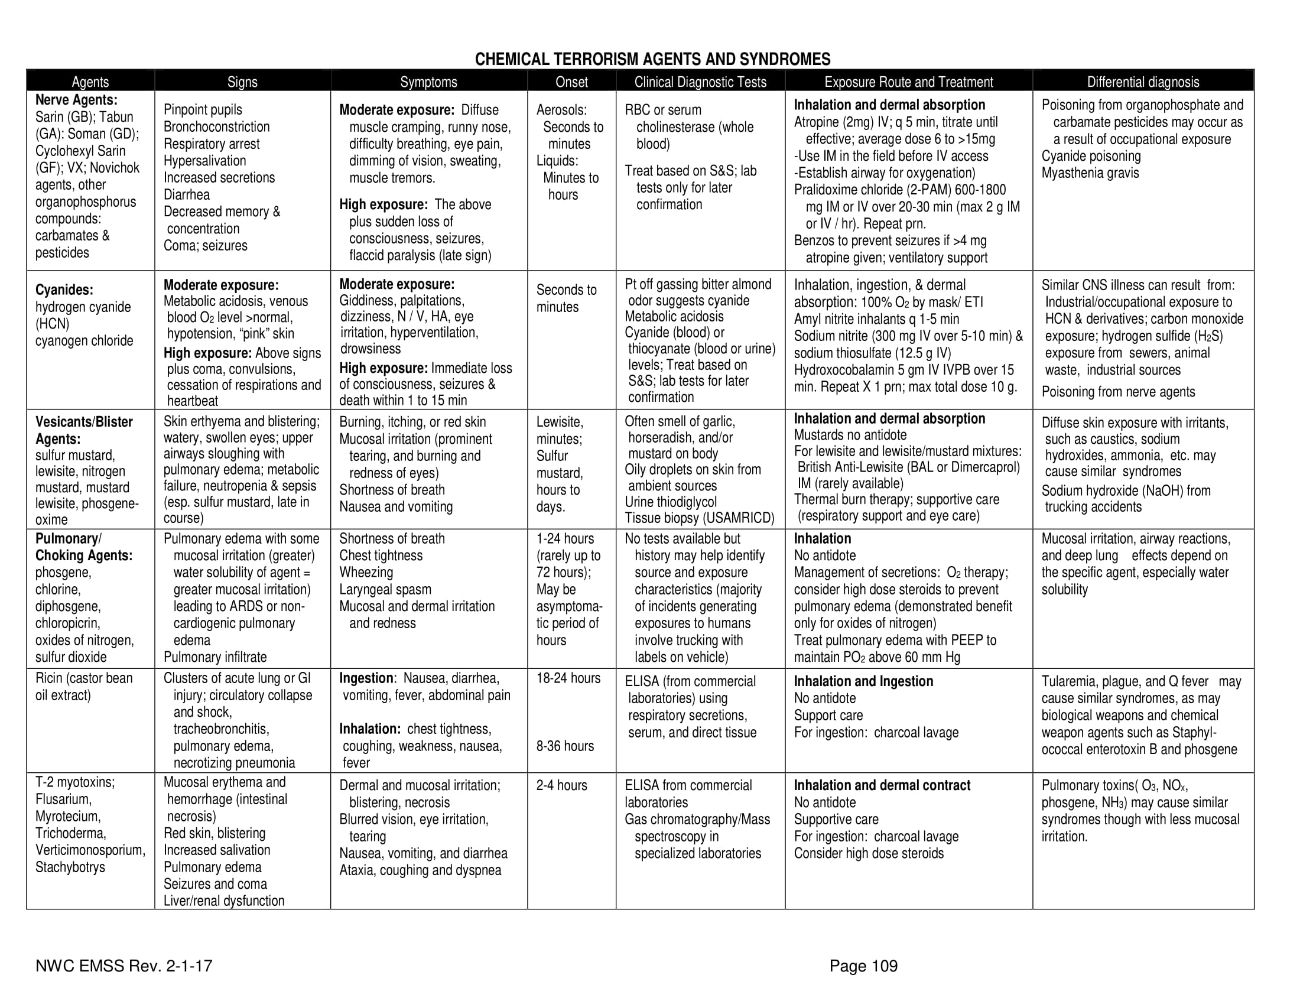 CHEMICAL TERRORISM AGENTS AND SYNDROMES
Agents
Signs
Symptoms
Onset
Clinical Diagnostic Tests
Exposure Route and Treatment
Differential diagnosis
Nerve Agents:
Sarin (GB); Tabun
(GA): Soman (GD);
Cyclohexyl Sarin
(GF); VX; Novichok
agents, other
organophosphorus
compounds:
carbamates &
pesticides
Pinpoint pupils
Bronchoconstriction
Respiratory arrest
Hypersalivation
Increased secretions
Diarrhea
Decreased memory &
concentration
Coma; seizures
Moderate exposure: Diffuse
muscle cramping, runny nose,
difficulty breathing, eye pain,
dimming of vision, sweating,
muscle tremors.
High exposure: The above
plus sudden loss of
consciousness, seizures,
flaccid paralysis (late sign)
Aerosols:
Seconds to
minutes
Liquids:
Minutes to
hours
RBC or serum
cholinesterase (whole
blood)
Treat based on S&S; lab
tests only for later
confirmation
Inhalation and dermal absorption
Atropine (2mg) IV; q 5 min, titrate until
effective; average dose 6 to >15mg
-Use IM in the field before IV access
-Establish airway for oxygenation)
Pralidoxime chloride (2-PAM) 600-1800
mg IM or IV over 20-30 min (max 2 g IM
or IV / hr). Repeat prn.
Benzos to prevent seizures if >4 mg
atropine given; ventilatory support
Poisoning from organophosphate and
carbamate pesticides may occur as
a result of occupational exposure
Cyanide poisoning
Myasthenia gravis
Cyanides:
hydrogen cyanide
(HCN)
cyanogen chloride
Moderate exposure:
Metabolic acidosis, venous
blood O2 level >normal,
hypotension, “pink” skin
High exposure: Above signs
plus coma, convulsions,
cessation of respirations and
heartbeat
Moderate exposure:
Giddiness, palpitations,
dizziness, N / V, HA, eye
irritation, hyperventilation,
drowsiness
High exposure: Immediate loss
of consciousness, seizures &
death within 1 to 15 min
Seconds to
minutes
Pt off gassing bitter almond
odor suggests cyanide
Metabolic acidosis
Cyanide (blood) or
thiocyanate (blood or urine)
levels; Treat based on
S&S; lab tests for later
confirmation
Inhalation, ingestion, & dermal
absorption: 100% O2 by mask/ ETI
Amyl nitrite inhalants q 1-5 min
Sodium nitrite (300 mg IV over 5-10 min) &
sodium thiosulfate (12.5 g IV)
Hydroxocobalamin 5 gm IV IVPB over 15
min. Repeat X 1 prn; max total dose 10 g.
Similar CNS illness can result from:
Industrial/occupational exposure to
HCN & derivatives; carbon monoxide
exposure; hydrogen sulfide (H2S)
exposure from sewers, animal
waste, industrial sources
Poisoning from nerve agents
Vesicants/Blister
Agents:
sulfur mustard,
lewisite, nitrogen
mustard, mustard
lewisite, phosgene-
oxime
Skin erthyema and blistering;
watery, swollen eyes; upper
airways sloughing with
pulmonary edema; metabolic
failure, neutropenia & sepsis
(esp. sulfur mustard, late in
course)
Burning, itching, or red skin
Mucosal irritation (prominent
tearing, and burning and
redness of eyes)
Shortness of breath
Nausea and vomiting
Lewisite,
minutes;
Sulfur
mustard,
hours to
days.
Often smell of garlic,
horseradish, and/or
mustard on body
Oily droplets on skin from
ambient sources
Urine thiodiglycol
Tissue biopsy (USAMRICD)
Inhalation and dermal absorption
Mustards no antidote
For lewisite and lewisite/mustard mixtures:
British Anti-Lewisite (BAL or Dimercaprol)
IM (rarely available)
Thermal burn therapy; supportive care
(respiratory support and eye care)
Diffuse skin exposure with irritants,
such as caustics, sodium
hydroxides, ammonia, etc. may
cause similar syndromes
Sodium hydroxide (NaOH) from
trucking accidents
Pulmonary/
Choking Agents:
phosgene,
chlorine,
diphosgene,
chloropicrin,
oxides of nitrogen,
sulfur dioxide
Pulmonary edema with some
mucosal irritation (greater)
water solubility of agent =
greater mucosal irritation)
leading to ARDS or non-
cardiogenic pulmonary
edema
Pulmonary infiltrate
Shortness of breath
Chest tightness
Wheezing
Laryngeal spasm
Mucosal and dermal irritation
and redness
1-24 hours
(rarely up to
72 hours);
May be
asymptoma-
tic period of
hours
No tests available but
history may help identify
source and exposure
characteristics (majority
of incidents generating
exposures to humans
involve trucking with
labels on vehicle)
Inhalation
No antidote
Management of secretions: O2 therapy;
consider high dose steroids to prevent
pulmonary edema (demonstrated benefit
only for oxides of nitrogen)
Treat pulmonary edema with PEEP to
maintain PO2 above 60 mm Hg
Mucosal irritation, airway reactions,
and deep lung effects depend on
the specific agent, especially water
solubility
Ricin (castor bean
oil extract)
Clusters of acute lung or GI
injury; circulatory collapse
and shock,
tracheobronchitis,
pulmonary edema,
necrotizing pneumonia
Ingestion: Nausea, diarrhea,
vomiting, fever, abdominal pain
Inhalation: chest tightness,
coughing, weakness, nausea,
fever
18-24 hours
8-36 hours
ELISA (from commercial
laboratories) using
respiratory secretions,
serum, and direct tissue
Inhalation and Ingestion
No antidote
Support care
For ingestion: charcoal lavage
Tularemia, plague, and Q fever may
cause similar syndromes, as may
biological weapons and chemical
weapon agents such as Staphyl-
ococcal enterotoxin B and phosgene
T-2 myotoxins;
Flusarium,
Myrotecium,
Trichoderma,
Verticimonosporium,
Stachybotrys
Mucosal erythema and
hemorrhage (intestinal
necrosis)
Red skin, blistering
Increased salivation
Pulmonary edema
Seizures and coma
Liver/renal dysfunction
Dermal and mucosal irritation;
blistering, necrosis
Blurred vision, eye irritation,
tearing
Nausea, vomiting, and diarrhea
Ataxia, coughing and dyspnea
2-4 hours
ELISA from commercial
laboratories
Gas chromatography/Mass
spectroscopy in
specialized laboratories
Inhalation and dermal contract
No antidote
Supportive care
For ingestion: charcoal lavage
Consider high dose steroids
Pulmonary toxins( O3, NOx,
phosgene, NH3) may cause similar
syndromes though with less mucosal
irritation.
NWC EMSS Rev. 2-1-17
Page 109